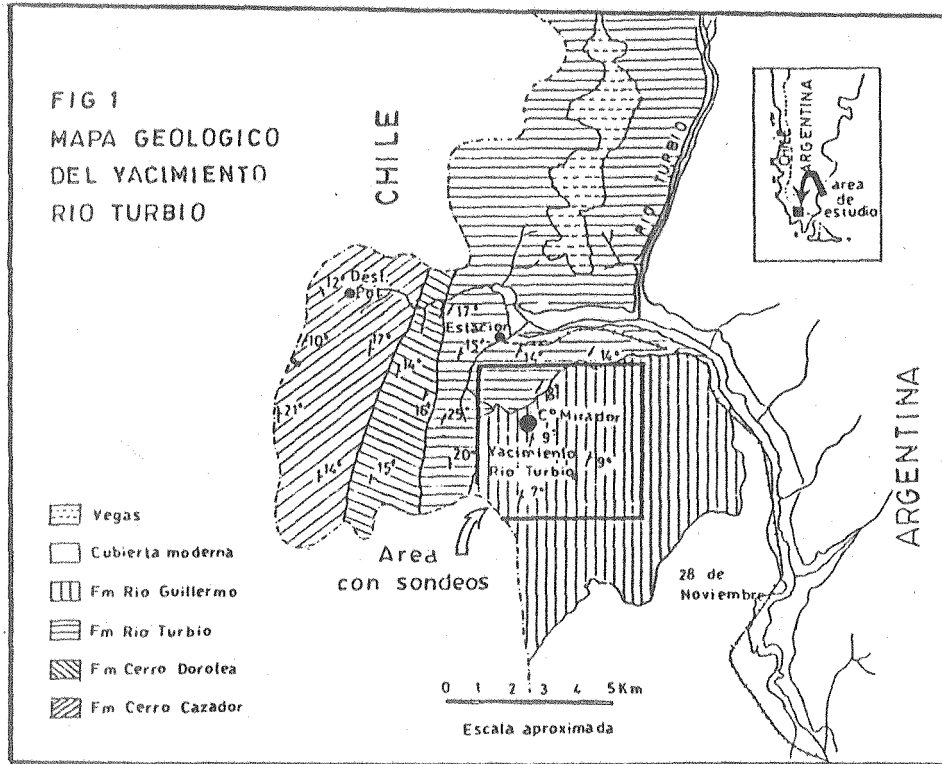 FIG 1
MAPA GEOLOGICO
DEL YACIMIENTO
RIO TURBIO
CHILE
RIO TURBIO
CHILE
ARGENTINA
area
de
estudio
ARGENTINA
12° Dest.
Pol.
10°
17°
14°
21°
16°
14°
15°
17°
Estacion
15°
14°
14°
25°
20°
Co Mirador
9°
Yacimiento
Rio Turbio
9°
7°
Area
con sondeos
28 de
Noviembre
Vegas
Cubierta moderna
Fm Rio Guillermo
Fm Rio Turbio
Fm Cerro Dorotea
Fm Cerro Cazador
0 1 2 3 4 5 Km
Escala aproximada